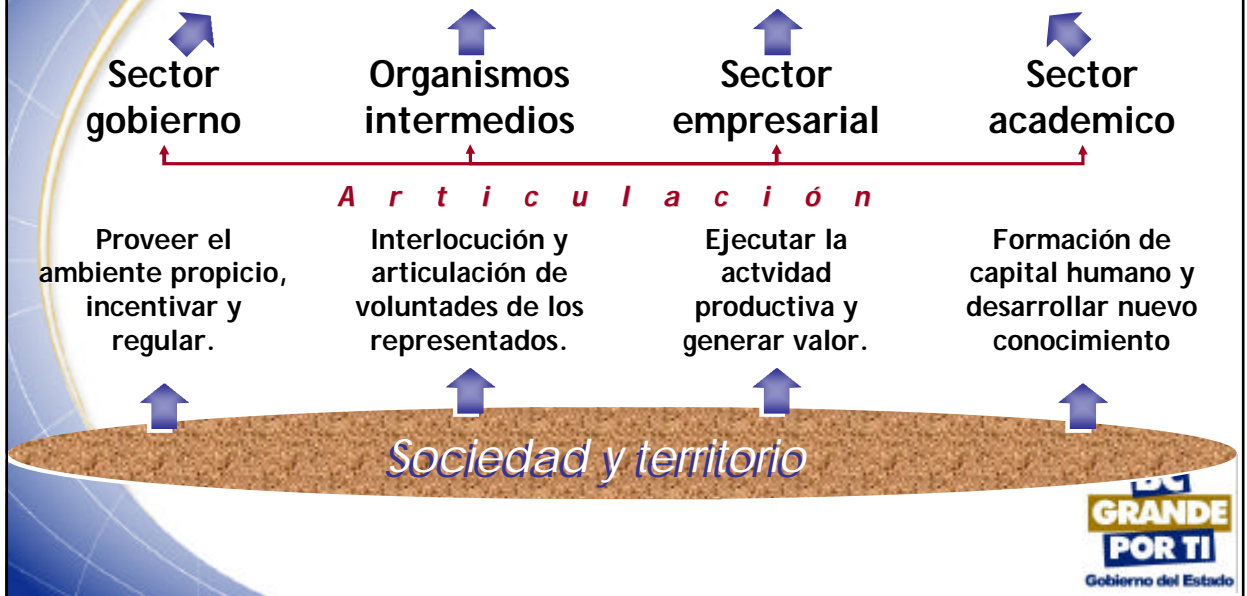 Sector
gobierno
Organismos
intermedios
Sector
empresarial
Sector
academico
Articulación
Proveer el
ambiente propicio,
incentivar y
regular.
Interlocución y
articulación de
voluntades de los
representados.
Ejecutar la
actvidad
productiva y
generar valor.
Formación de
capital humano y
desarrollar nuevo
conocimiento
Sociedad y territorio
BC
GRANDE
POR TI
Gobierno del Estado